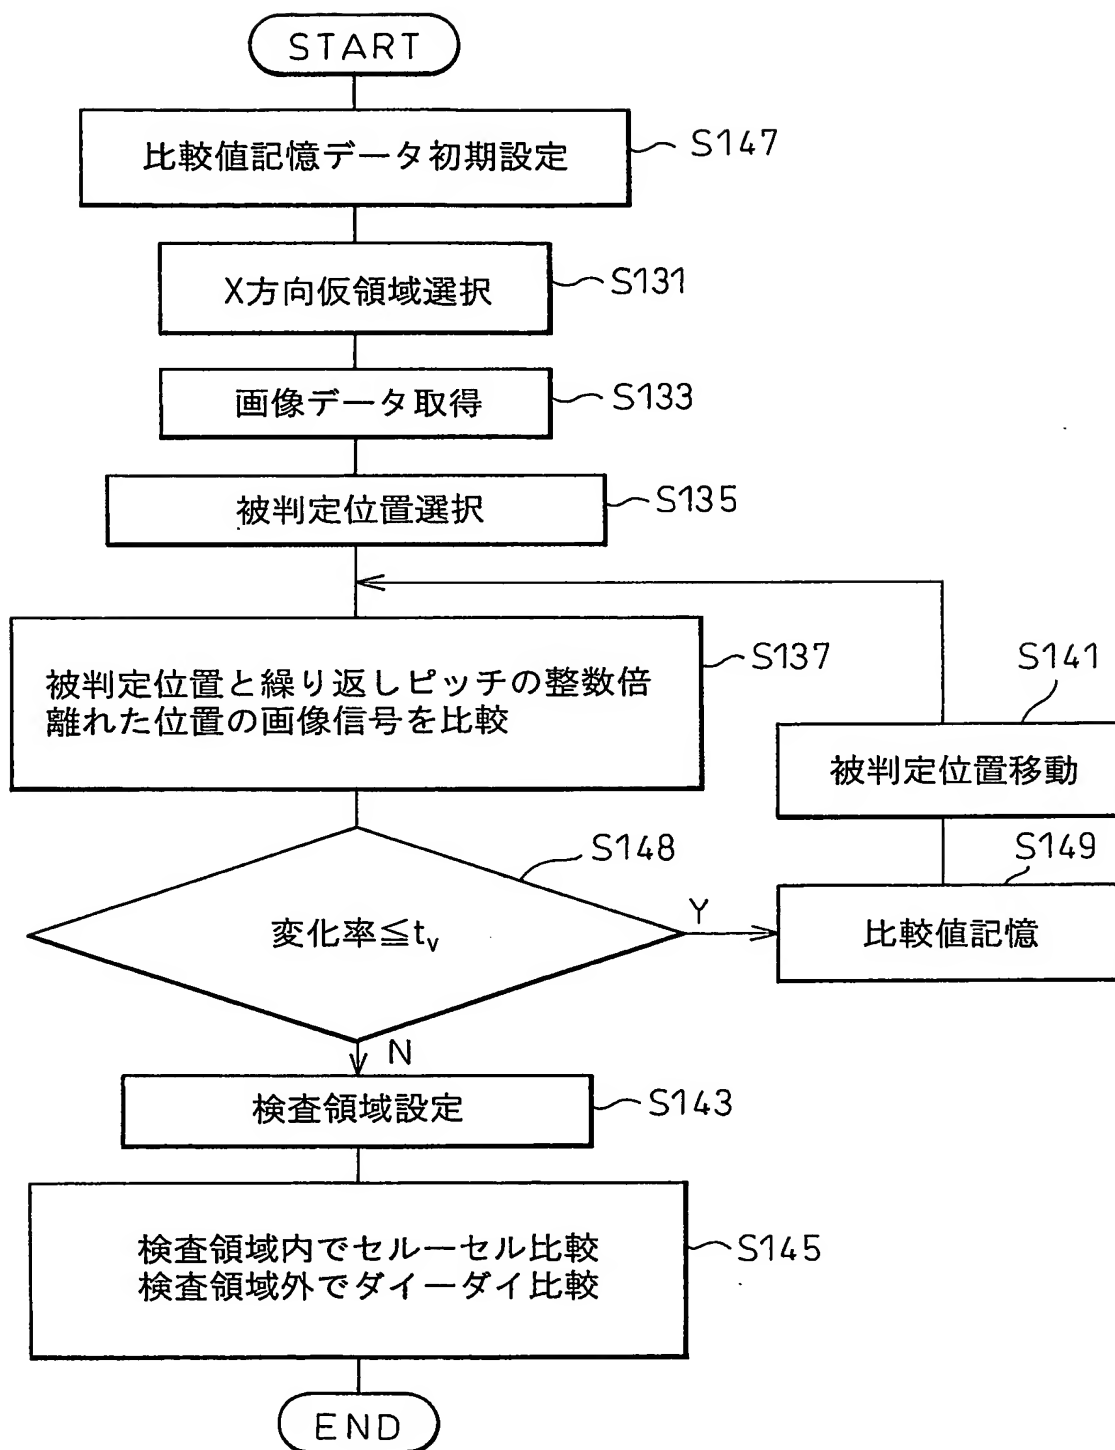 START
比較値記憶データ初期設定
S147
X方向仮領域選択
S131
画像データ取得
S133
被判定位置選択
S135
被判定位置と繰り返しピッチの整数倍
離れた位置の画像信号を比較
S137
S141
被判定位置移動
変化率≦tv
S148
Y
S149
比較値記憶
N
検査領域設定
S143
検査領域内でセルーセル比較
検査領域外でダイーダイ比較
S145
END